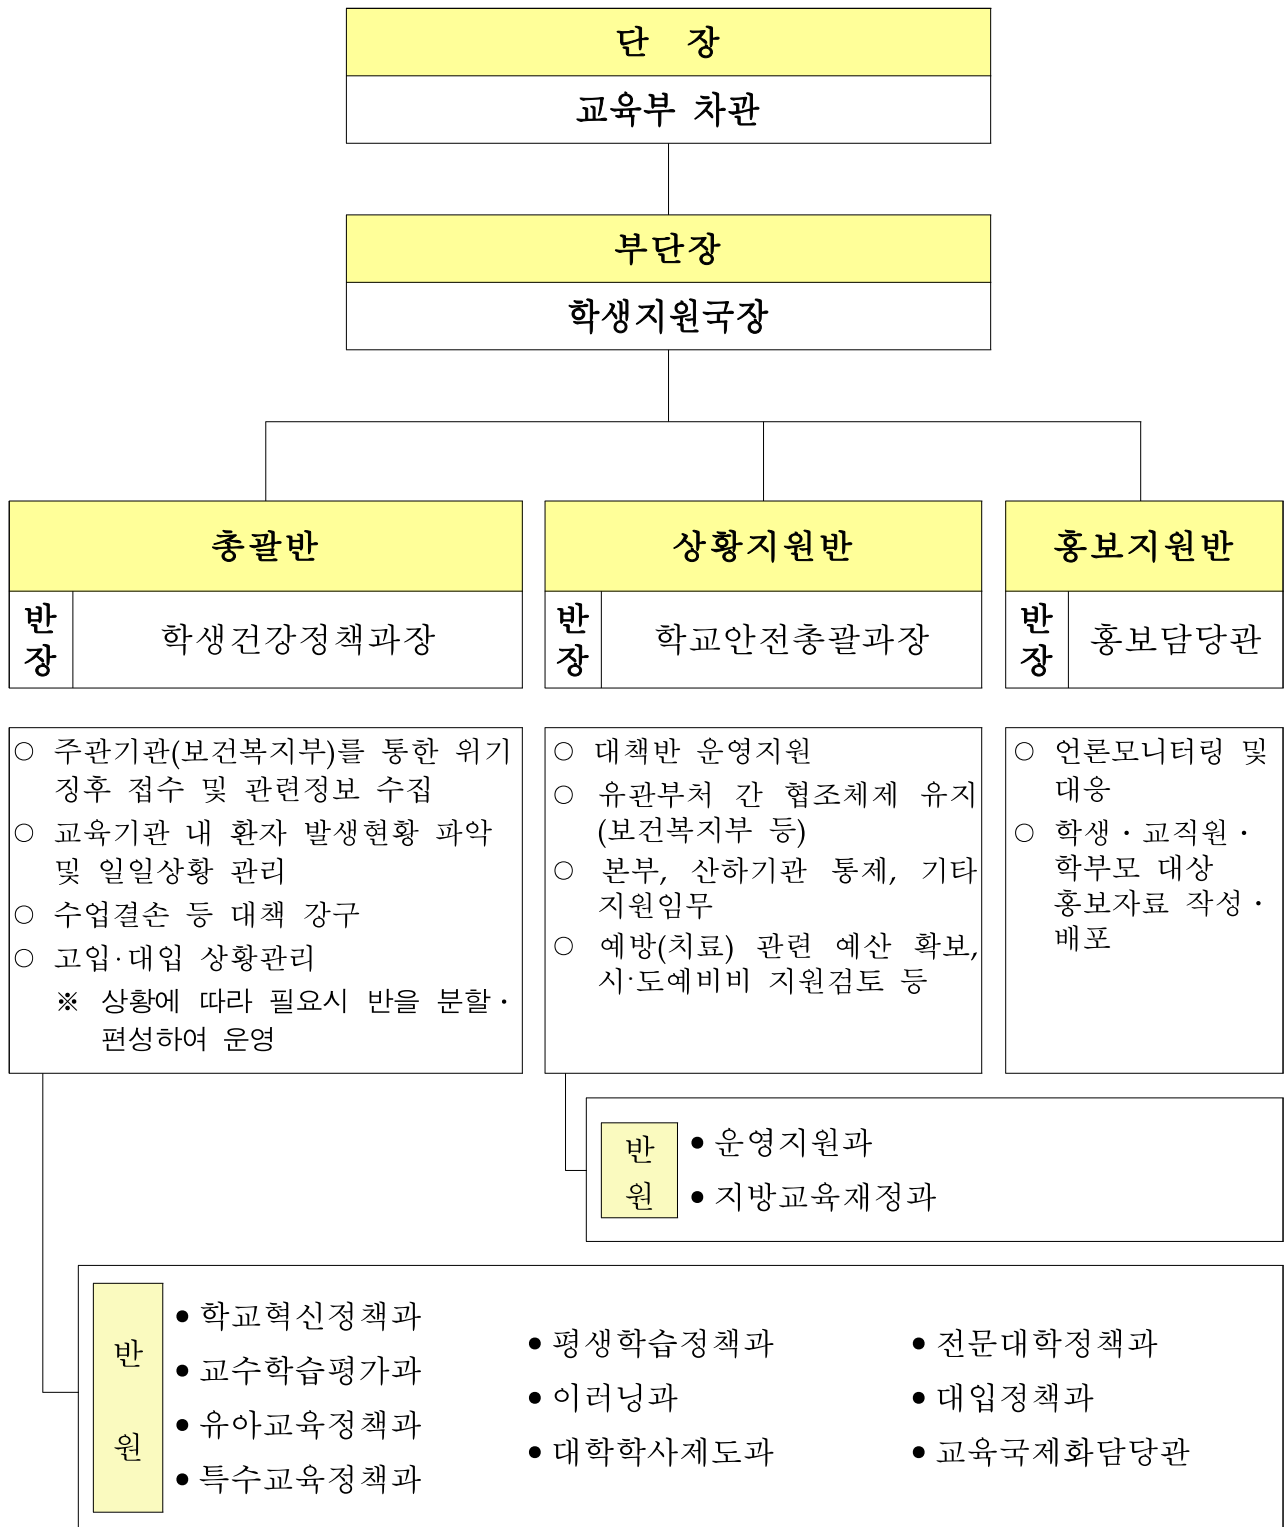 단 장
교육부 차관
부단장
학생지원국장
총괄반
반장 학생건강정책과장
상황지원반
반장 학교안전총괄과장
홍보지원반
반장 홍보담당관
○ 주관기관(보건복지부)를 통한 위기
징후 접수 및 관련정보 수집
○ 교육기관 내 환자 발생현황 파악
및 일일상황 관리
○ 수업결손 등 대책 강구
○ 고입·대입 상황관리
※ 상황에 따라 필요시 반을 분할·
편성하여 운영
○ 대책반 운영지원
○ 유관부처 간 협조체제 유지
(보건복지부 등)
○ 본부, 산하기관 통제, 기타
지원임무
○ 예방(치료) 관련 예산 확보,
시·도예비비 지원검토 등
○ 언론모니터링 및
대응
○ 학생·교직원·
학부모 대상
홍보자료 작성·
배포
반원
• 운영지원과
• 지방교육재정과
반원
• 학교혁신정책과
• 교수학습평가과
• 유아교육정책과
• 특수교육정책과
• 평생학습정책과
• 이러닝과
• 대학학사제도과
• 전문대학정책과
• 대입정책과
• 교육국제화담당관